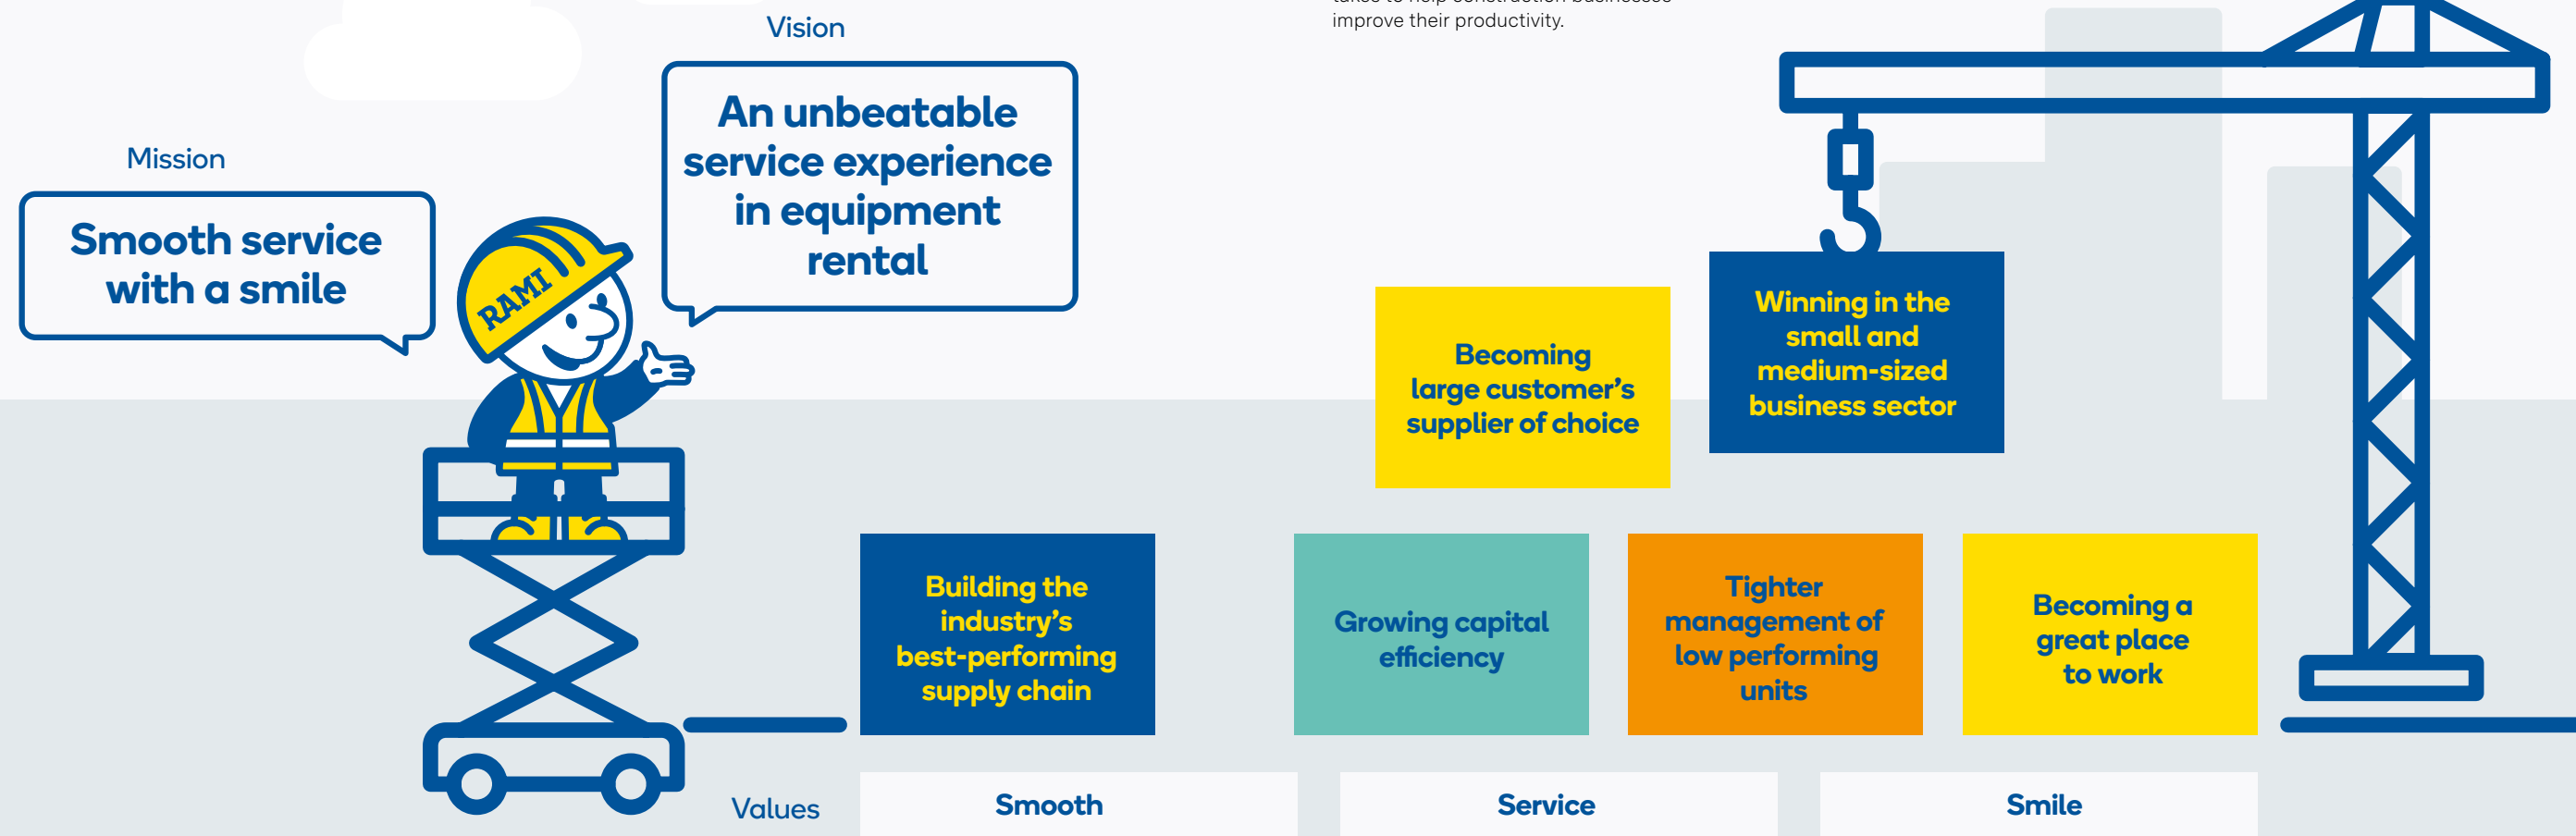 improve their productivity.
Vision
An unbeatable
service experience
in equipment
rental
Mission
Smooth service
with a smile
RAMI
Becoming
large customer’s
supplier of choice
Winning in the
small and
medium-sized
business sector
Building the
industry’s
best-performing
supply chain
Growing capital
efficiency
Tighter
management of
low performing
units
Becoming a
great place
to work
Values
Smooth
Service
Smile